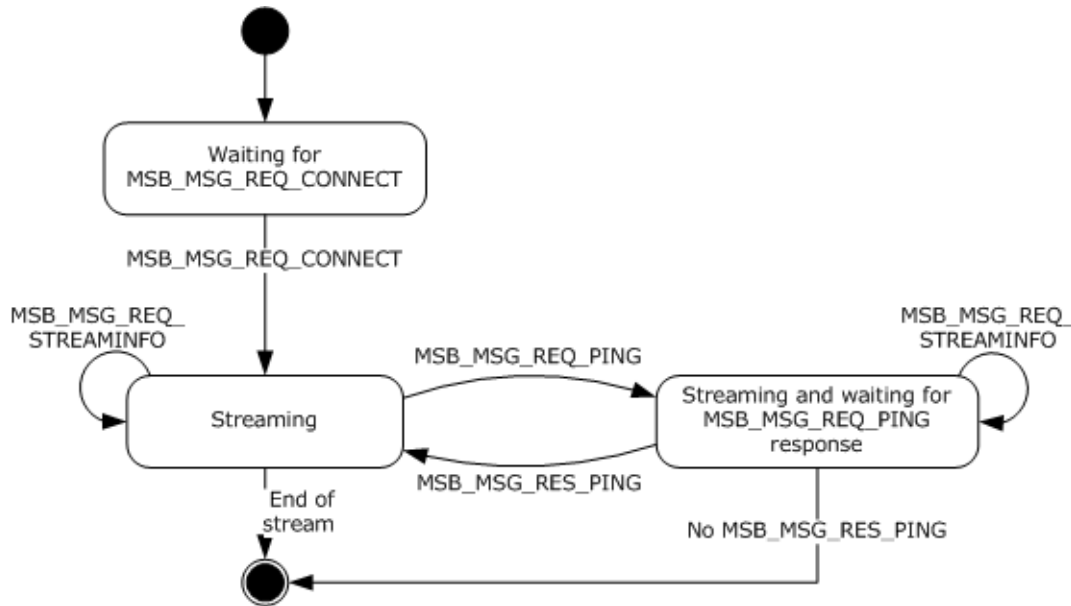 Waiting for
MSB_MSG_REQ_CONNECT
MSB_MSG_REQ_CONNECT
MSB_MSG_REQ_
STREAMINFO
MSB_MSG_REQ_PING
MSB_MSG_REQ_
STREAMINFO
Streaming
Streaming and waiting for
MSB_MSG_REQ_PING
response
MSB_MSG_RES_PING
End of
stream
No MSB_MSG_RES_PING